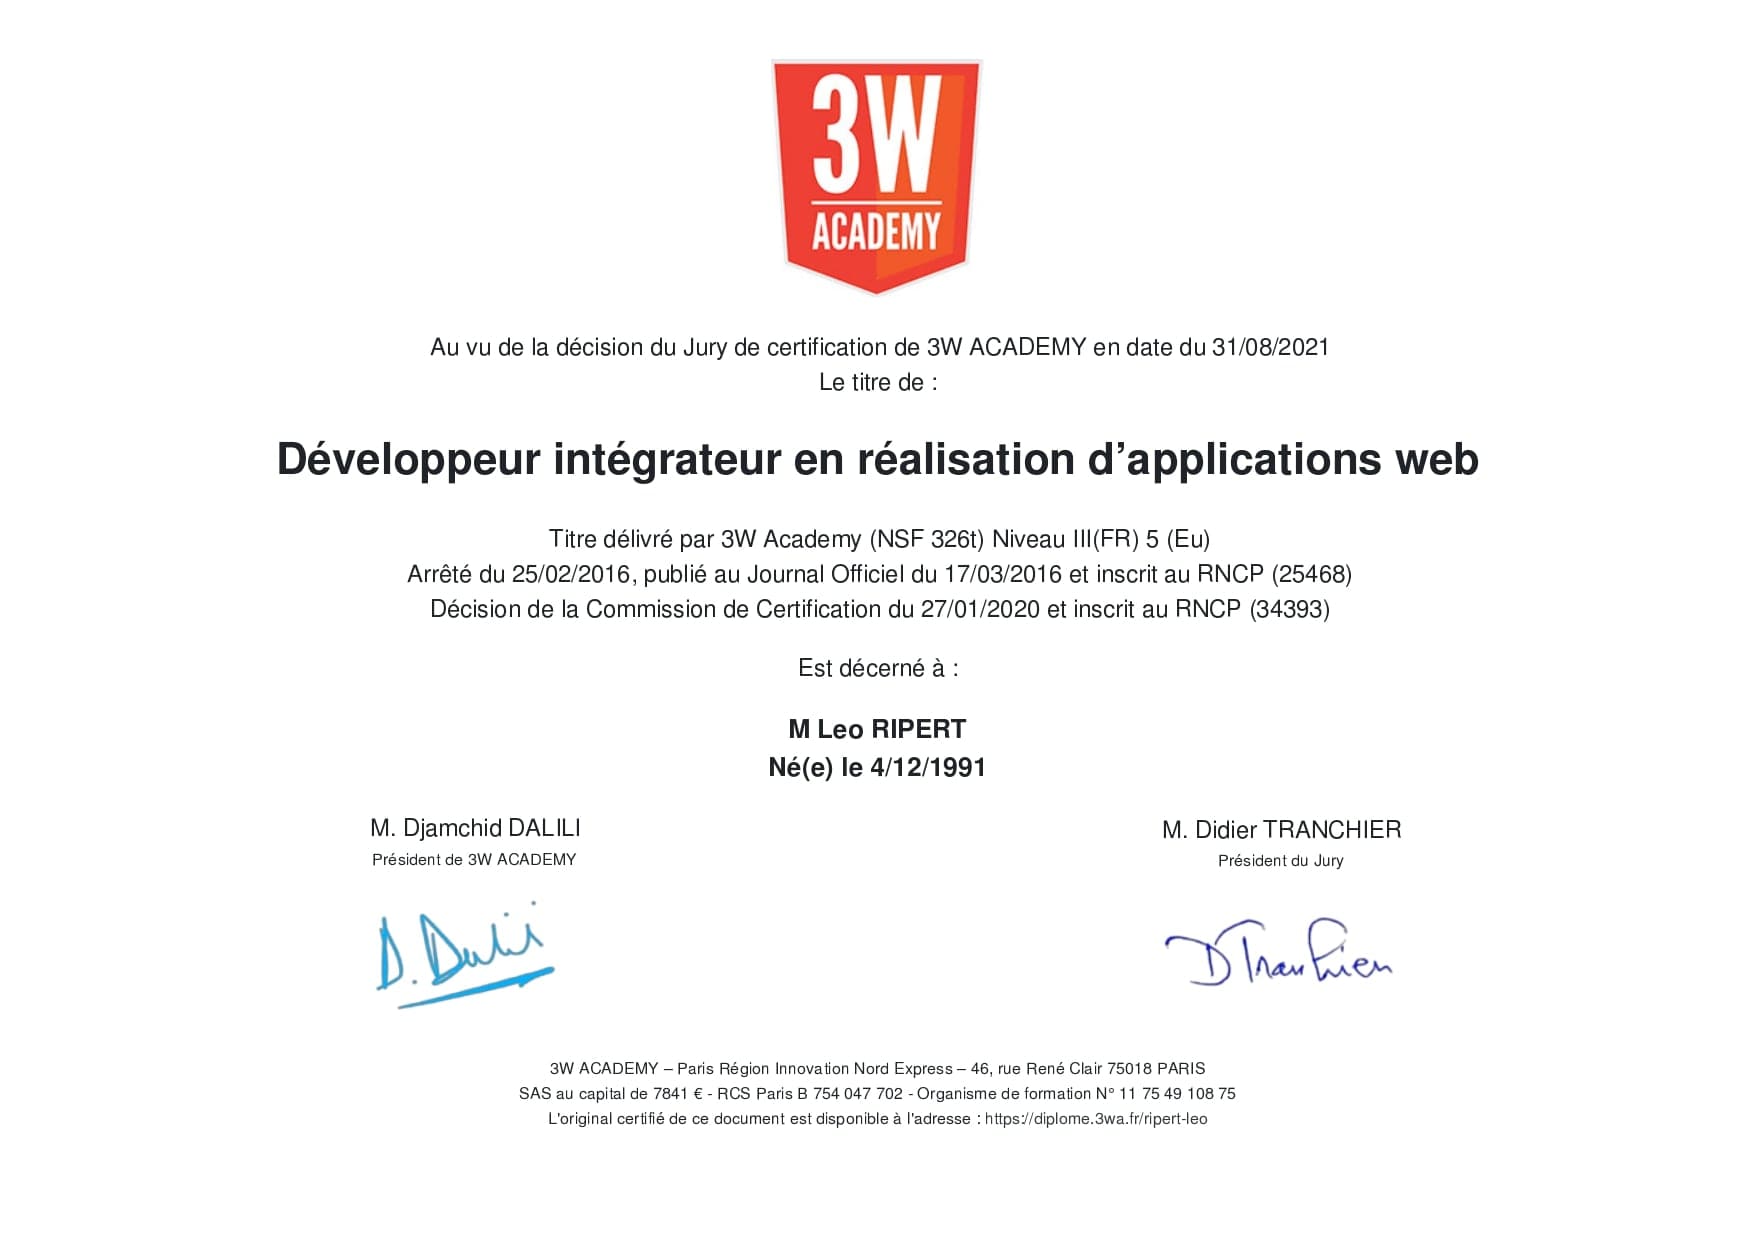 3W
ACADEMY
Au vu de la décision du Jury de certification de 3W ACADEMY en date du 31/08/2021
Le titre de :
Développeur intégrateur en réalisation d’applications web
Titre délivré par 3W Academy (NSF 326t) Niveau III(FR) 5 (Eu)
Arrêté du 25/02/2016, publié au Journal Officiel du 17/03/2016 et inscrit au RNCP (25468)
Décision de la Commission de Certification du 27/01/2020 et inscrit au RNCP (34393)
Est décerné à :
M Leo RIPERT
Né(e) le 4/12/1991
M. Djamchid DALILI
Président de 3W ACADEMY
M. Didier TRANCHIER
Président du Jury
D. Dalili
D Tranchier
3W ACADEMY – Paris Région Innovation Nord Express – 46, rue René Clair 75018 PARIS
SAS au capital de 7841 € - RCS Paris B 754 047 702 - Organisme de formation N° 11 75 49 108 75
L'original certifié de ce document est disponible à l'adresse : https://diplome.3wa.fr/ripert-leo